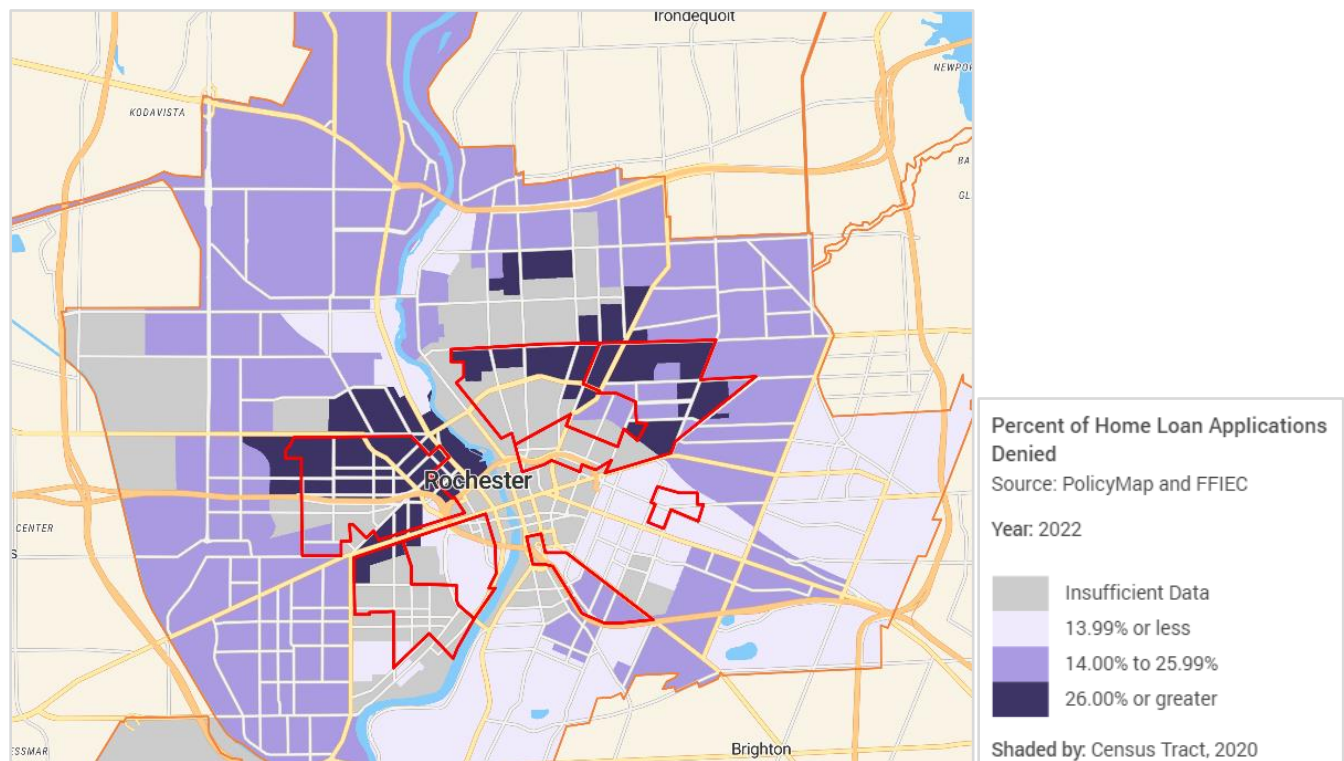 Irondequoit
KODAVISTA
Rochester
CENTER
Brighton
Percent of Home Loan Applications
Denied
Source: PolicyMap and FFIEC
Year: 2022
Insufficient Data
13.99% or less
14.00% to 25.99%
26.00% or greater
Shaded by: Census Tract, 2020
NEWPO
BA
GL
S
ESSMAR